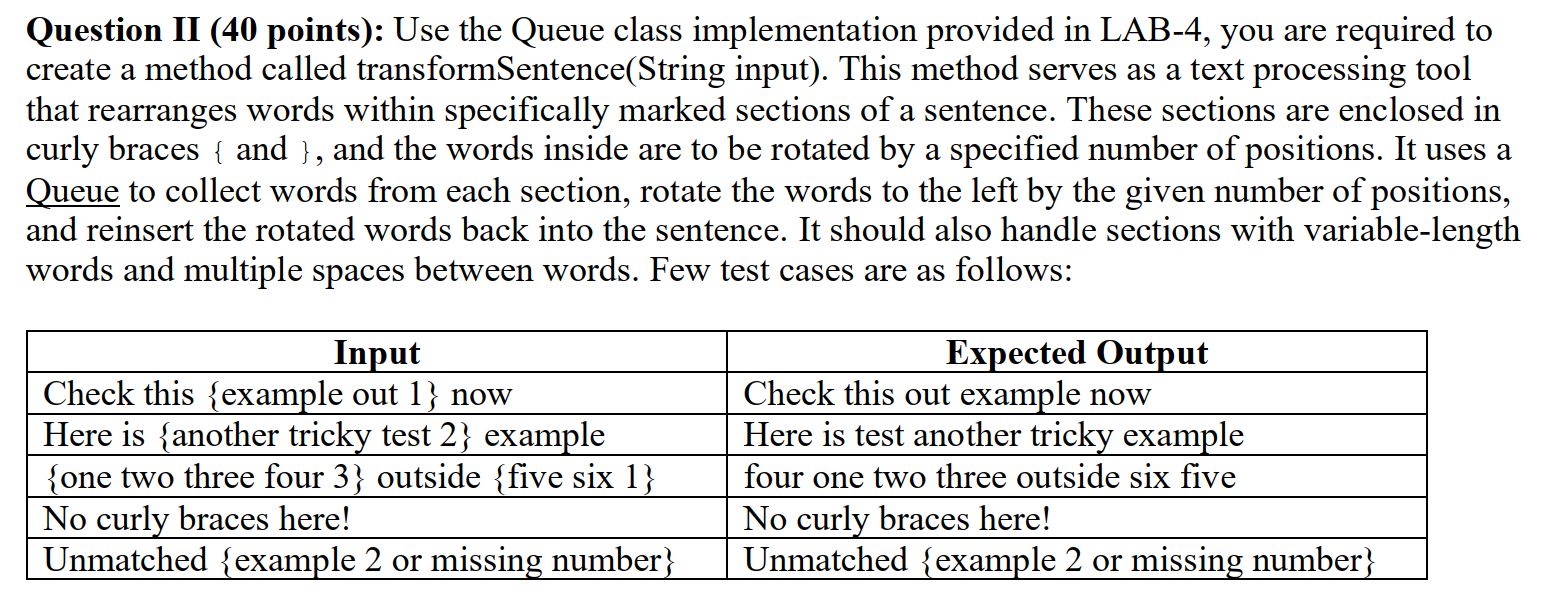 Question II (40 points): Use the Queue class implementation provided in LAB-4, you are required to
create a method called transformSentence(String input). This method serves as a text processing tool
that rearranges words within specifically marked sections of a sentence. These sections are enclosed in
curly braces { and }, and the words inside are to be rotated by a specified number of positions. It uses a
Queue to collect words from each section, rotate the words to the left by the given number of positions,
and reinsert the rotated words back into the sentence. It should also handle sections with variable-length
words and multiple spaces between words. Few test cases are as follows:
Input Expected Output
Check this {example out 1} now Check this out example now
Here is {another tricky test 2} example Here is test another tricky example
{one two three four 3} outside {five six 1} four one two three outside six five
No curly braces here! No curly braces here!
Unmatched {example 2 or missing number} Unmatched {example 2 or missing number}